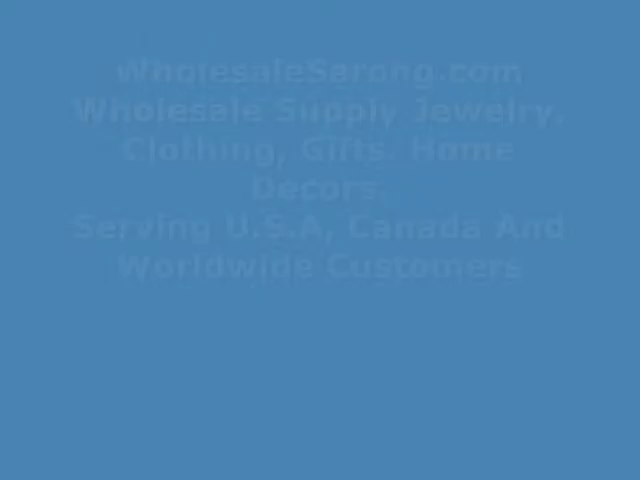 WholesaleSarong.com
Wholesale Supply Jewelry,
Clothing, Gifts. Home
Decors.
Serving U.S.A, Canada And
Worldwide Customers